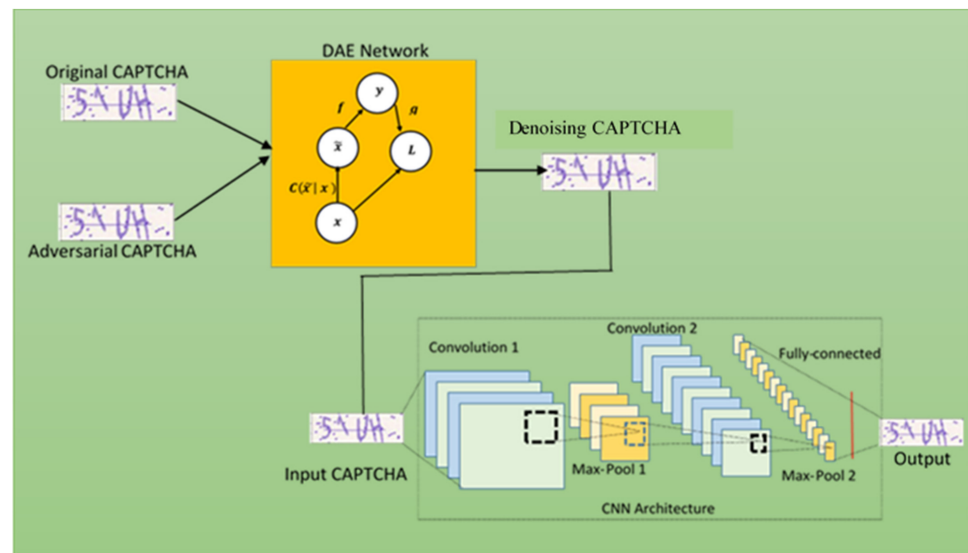 DAE Network
Original CAPTCHA
y
f
g
Denoising CAPTCHA
x̃
L
C(x̃ | x)
x
Adversarial CAPTCHA
Convolution 2
Convolution 1
Fully-connected
Input CAPTCHA
Max-Pool 1
Max-Pool 2
Output
CNN Architecture